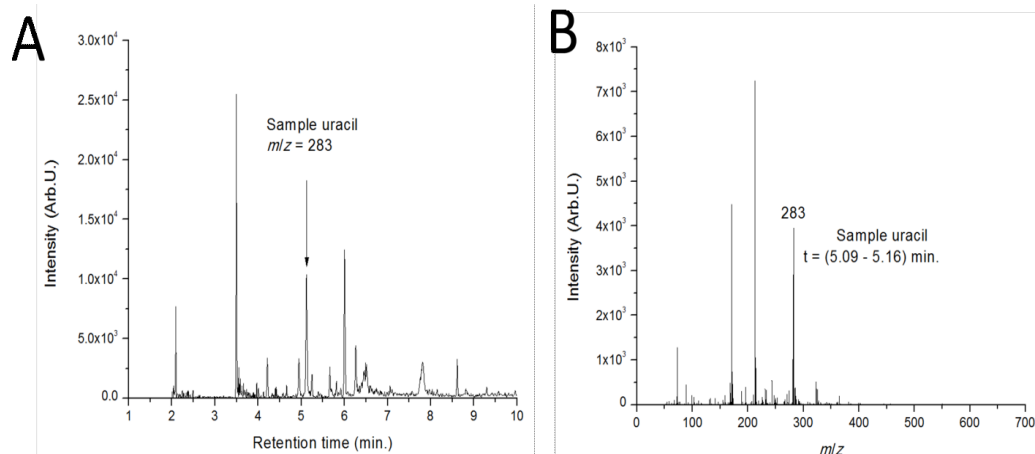 A
3.0x10⁴
2.5x10⁴
2.0x10⁴
1.5x10⁴
1.0x10⁴
5.0x10³
0.0
Intensity (Arb.U.)
Sample uracil
m/z = 283
1 2 3 4 5 6 7 8 9 10
Retention time (min.)
B
8x10³
7x10³
6x10³
5x10³
4x10³
3x10³
2x10³
1x10³
0
Intensity (Arb.U.)
283
Sample uracil
t = (5.09 - 5.16) min.
0 100 200 300 400 500 600 700
m/z